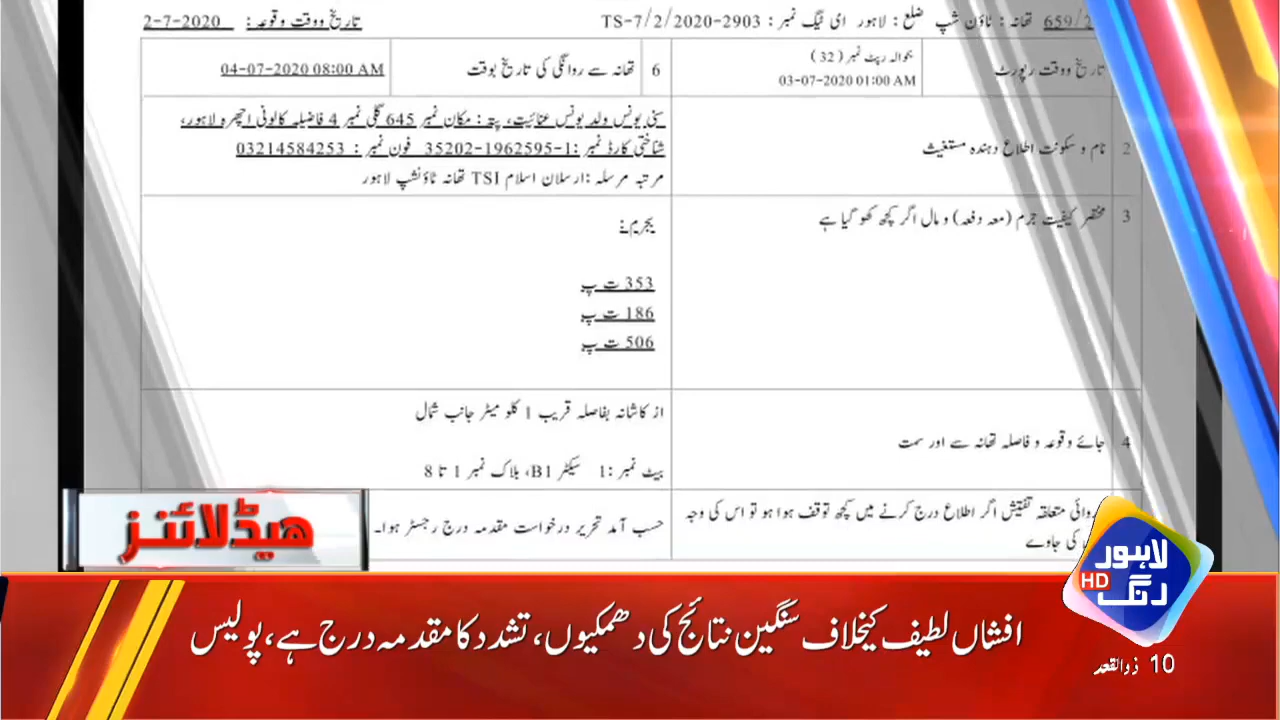 659/2 تھانہ: ٹاؤن شپ ضلع: لاہور ای ٹیگ نمبر: TS-7/2/2020-2903 تاریخ ووقت وقوعہ: 2-7-2020
تاریخ ووقت رپورٹ
بحوالہ رپٹ نمبر (32)
03-07-2020 01:00 AM
6 تھانہ سے روانگی کی تاریخ بوقت
04-07-2020 08:00 AM
2 نام و سکونت اطلاع دہندہ مستغیث
سنی یونس ولد یونس عنائیت، پتہ: مکان نمبر 645 گلی نمبر 4 فاضلیہ کالونی اچھرہ لاہور،
شناختی کارڈ نمبر: 35202-1962595-1 فون نمبر: 03214584253
مرتبہ مرسلہ: ارسلان اسلام TSI تھانہ ٹاؤنشپ لاہور
3 مختصر کیفیت جرم (معہ دفعہ) و مال اگر کچھ کھو گیا ہے
بجرم:
353 ت پ
186 ت پ
506 ت پ
4 جائے وقوعہ و فاصلہ تھانہ سے اور سمت
از کاشانہ بفاصلہ قریب 1 کلو میٹر جانب شمال
بیٹ نمبر: 1 سیکٹر B1، بلاک نمبر 1 تا 8
روائی متعلقہ تفتیش اگر اطلاع درج کرنے میں کچھ توقف ہوا ہو تو اس کی وجہ
کی جاوے
حسب آمد تحریر درخواست مقدمہ درج رجسٹر ہوا۔
ہیڈلائنز
لاہور
رنگ
HD
افشاں لطیف کیخلاف سنگین نتائج کی دھمکیوں، تشدد کا مقدمہ درج ہے، پولیس
10 ذوالقعد